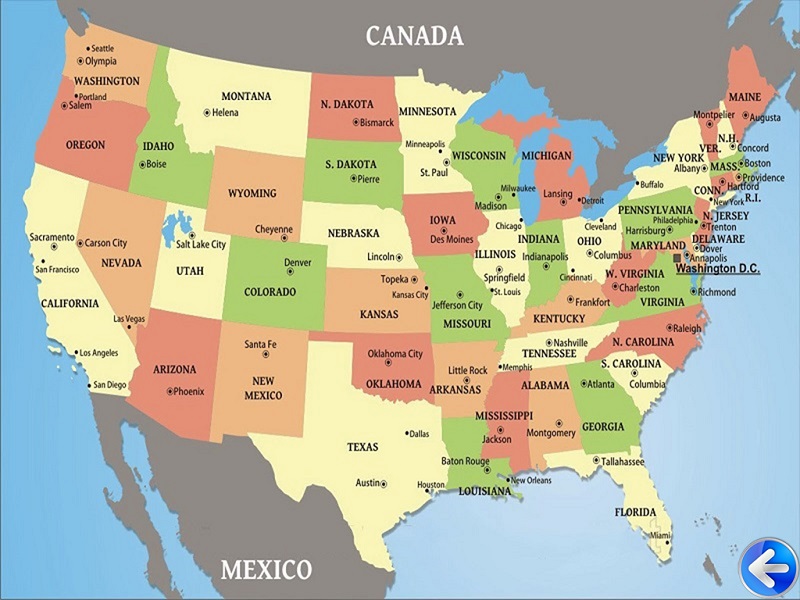 CANADA
Seattle
Olympia
WASHINGTON
Portland
Salem
OREGON
IDAHO
Boise
MONTANA
Helena
N. DAKOTA
Bismarck
MINNESOTA
Minneapolis
St. Paul
S. DAKOTA
Pierre
WYOMING
Cheyenne
WISCONSIN
Milwaukee
Madison
MICHIGAN
Lansing
Detroit
MAINE
Augusta
Montpelier
VER.
N.H.
Concord
MASS.
Boston
Providence
R.I.
CONN.
Hartford
NEW YORK
Albany
Buffalo
New York
PENNSYLVANIA
Philadelphia
Harrisburg
N. JERSEY
Trenton
DELAWARE
Dover
MARYLAND
Annapolis
Washington D.C.
W. VIRGINIA
Charleston
VIRGINIA
Richmond
Sacramento
San Francisco
CALIFORNIA
Los Angeles
San Diego
Carson City
NEVADA
Las Vegas
Salt Lake City
UTAH
Denver
COLORADO
NEBRASKA
Lincoln
IOWA
Des Moines
Chicago
ILLINOIS
Springfield
St. Louis
INDIANA
Indianapolis
Cleveland
OHIO
Columbus
Cincinnati
Topeka
Kansas City
KANSAS
Jefferson City
MISSOURI
Frankfort
KENTUCKY
Nashville
TENNESSEE
Memphis
Raleigh
N. CAROLINA
S. CAROLINA
Columbia
ARIZONA
Phoenix
Santa Fe
NEW
MEXICO
Oklahoma City
OKLAHOMA
Little Rock
ARKANSAS
MISSISSIPPI
Jackson
ALABAMA
Montgomery
Atlanta
GEORGIA
TEXAS
Dallas
Austin
Houston
Baton Rouge
New Orleans
LOUISIANA
Tallahassee
FLORIDA
Miami
MEXICO